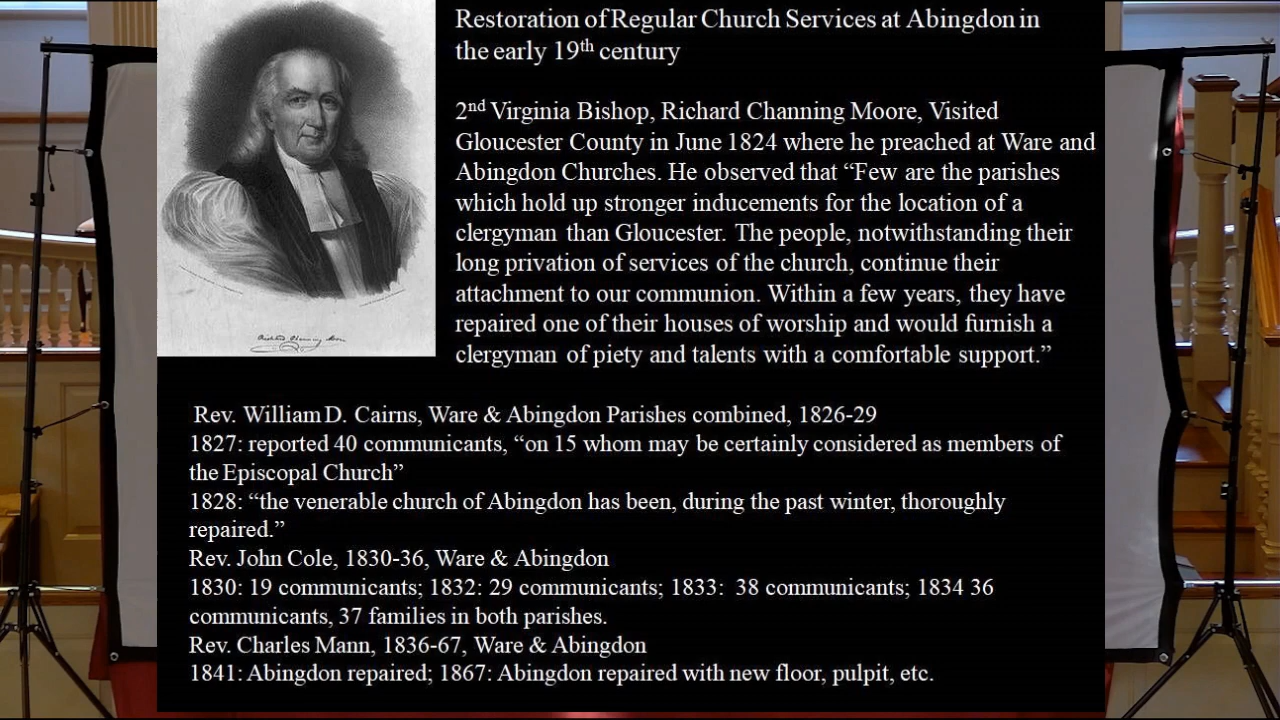 Restoration of Regular Church Services at Abingdon in
the early 19th century
2nd Virginia Bishop, Richard Channing Moore, Visited
Gloucester County in June 1824 where he preached at Ware and
Abingdon Churches. He observed that “Few are the parishes
which hold up stronger inducements for the location of a
clergyman than Gloucester. The people, notwithstanding their
long privation of services of the church, continue their
attachment to our communion. Within a few years, they have
repaired one of their houses of worship and would furnish a
clergyman of piety and talents with a comfortable support.”
Richard Channing Moore
Rev. William D. Cairns, Ware & Abingdon Parishes combined, 1826-29
1827: reported 40 communicants, “on 15 whom may be certainly considered as members of
the Episcopal Church”
1828: “the venerable church of Abingdon has been, during the past winter, thoroughly
repaired.”
Rev. John Cole, 1830-36, Ware & Abingdon
1830: 19 communicants; 1832: 29 communicants; 1833: 38 communicants; 1834 36
communicants, 37 families in both parishes.
Rev. Charles Mann, 1836-67, Ware & Abingdon
1841: Abingdon repaired; 1867: Abingdon repaired with new floor, pulpit, etc.